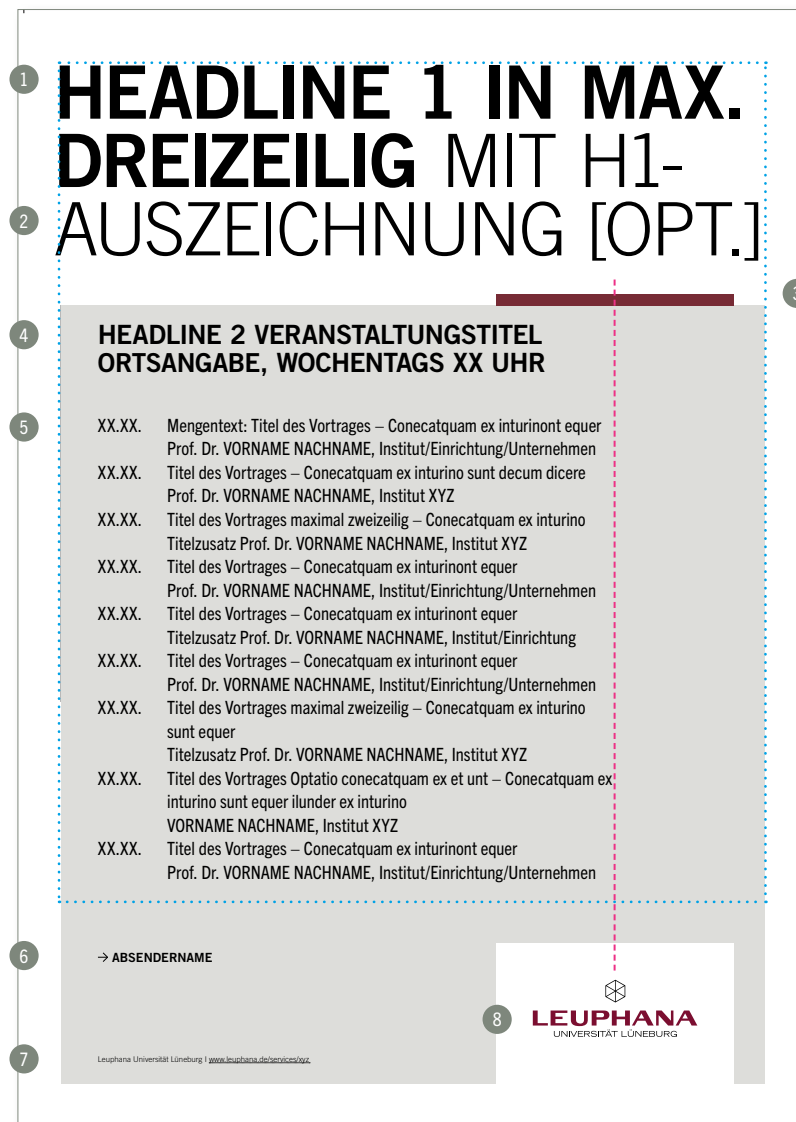 1
HEADLINE 1 IN MAX.
DREIZEILIG MIT H1-
2
AUSZEICHNUNG [OPT.]
3
4
HEADLINE 2 VERANSTALTUNGSTITEL
ORTSANGABE, WOCHENTAGS XX UHR
5
XX.XX. Mengentext: Titel des Vortrages – Conecatquam ex inturinont equer
Prof. Dr. VORNAME NACHNAME, Institut/Einrichtung/Unternehmen
XX.XX. Titel des Vortrages – Conecatquam ex inturino sunt decum dicere
Prof. Dr. VORNAME NACHNAME, Institut XYZ
XX.XX. Titel des Vortrages maximal zweizeilig – Conecatquam ex inturino
Titelzusatz Prof. Dr. VORNAME NACHNAME, Institut XYZ
XX.XX. Titel des Vortrages – Conecatquam ex inturinont equer
Prof. Dr. VORNAME NACHNAME, Institut/Einrichtung/Unternehmen
XX.XX. Titel des Vortrages – Conecatquam ex inturinont equer
Titelzusatz Prof. Dr. VORNAME NACHNAME, Institut/Einrichtung
XX.XX. Titel des Vortrages – Conecatquam ex inturinont equer
Prof. Dr. VORNAME NACHNAME, Institut/Einrichtung/Unternehmen
XX.XX. Titel des Vortrages maximal zweizeilig – Conecatquam ex inturino
sunt equer
Titelzusatz Prof. Dr. VORNAME NACHNAME, Institut XYZ
XX.XX. Titel des Vortrages Optatio conecatquam ex et unt – Conecatquam ex
inturino sunt equer ilunder ex inturino
VORNAME NACHNAME, Institut XYZ
XX.XX. Titel des Vortrages – Conecatquam ex inturinont equer
Prof. Dr. VORNAME NACHNAME, Institut/Einrichtung/Unternehmen
6
→ ABSENDERNAME
8
LEUPHANA
UNIVERSITÄT LÜNEBURG
7
Leuphana Universität Lüneburg I www.leuphana.de/services/xyz